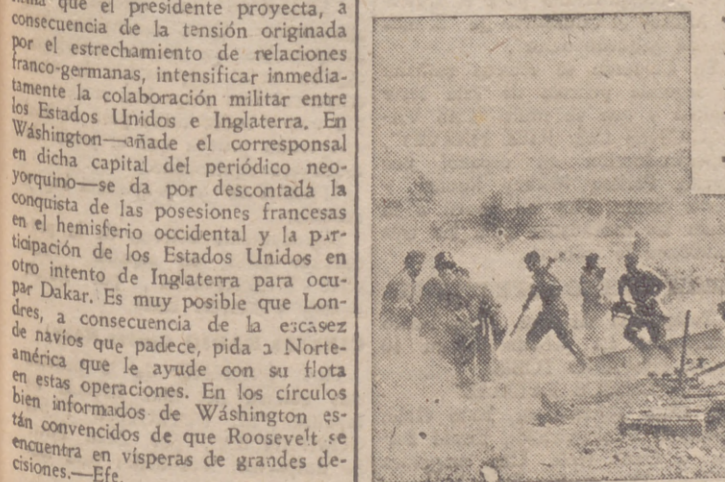 que el presidente proyecta, a
consecuencia de la tensión originada
por el estrechamiento de relaciones
franco-germanas, intensificar inmedia-
tamente la colaboración militar entre
los Estados Unidos e Inglaterra. En
Wáshington—añade el corresponsal
en dicha capital del periódico neo-
yorquino—se da por descontadá la
conquista de las posesiones francesas
en el hemisferio occidental y la par-
ticipación de los Estados Unidos en
otro intento de Inglaterra para ocu-
par Dakar. Es muy posible que Lon-
dres, a consecuencia de la escasez
de navíos que padece, pida a Norte-
américa que le ayude con su flota
en estas operaciones. En los círculos
bien informados de Wáshington es-
tán convencidos de que Roosevelt se
encuentra en vísperas de grandes de-
cisiones.—Efe.